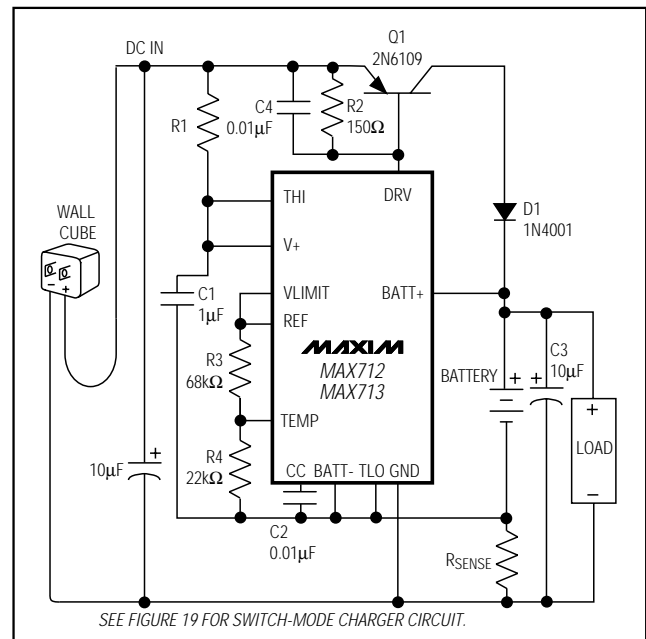 Q1
2N6109
DC IN
C4
0.01µF
R2
150Ω
R1
DRV
THI
V+
D1
1N4001
WALL
CUBE
C1
1µF
VLIMIT
REF
BATT+
MAXIM
MAX712
MAX713
R3
68kΩ
BATTERY
C3
10µF
LOAD
TEMP
R4
22kΩ
10µF
CC BATT- TLO GND
C2
0.01µF
RSENSE
SEE FIGURE 19 FOR SWITCH-MODE CHARGER CIRCUIT.